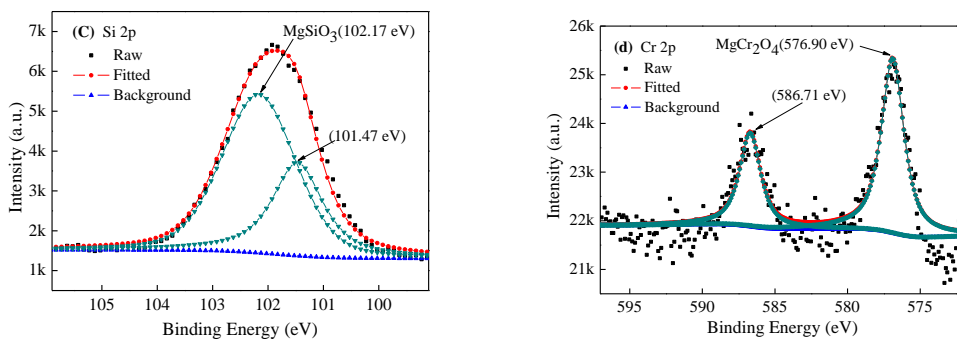 (C) Si 2p
MgSiO₃(102.17 eV)
Raw
Fitted
Background
(101.47 eV)
7k
6k
5k
4k
3k
2k
1k
Intensity (a.u.)
105 104 103 102 101 100
Binding Energy (eV)
(d) Cr 2p
MgCr₂O₄(576.90 eV)
Raw
Fitted
Background
(586.71 eV)
26k
25k
24k
23k
22k
21k
Intensity (a.u.)
595 590 585 580 575
Binding Energy (eV)